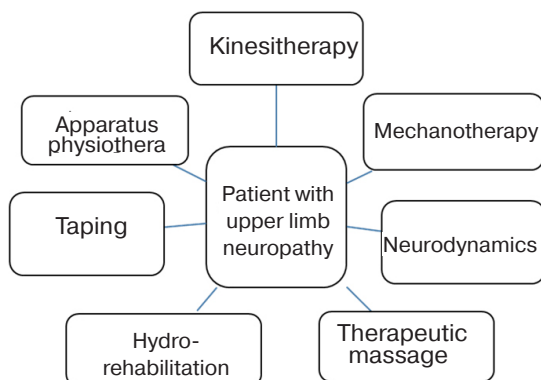 Kinesitherapy
Apparatus
physiothera
Mechanotherapy
Patient with
upper limb
neuropathy
Taping
Neurodynamics
Hydro-
rehabilitation
Therapeutic
massage